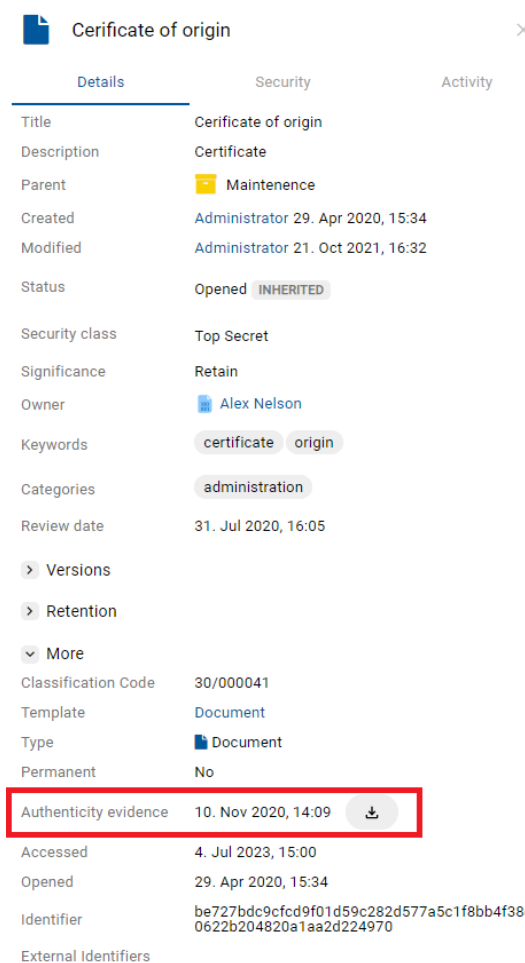 Cerificate of origin
Details Security Activity
Title Cerificate of origin
Description Certificate
Parent Maintenence
Created Administrator 29. Apr 2020, 15:34
Modified Administrator 21. Oct 2021, 16:32
Status Opened INHERITED
Security class Top Secret
Significance Retain
Owner Alex Nelson
Keywords certificate origin
Categories administration
Review date 31. Jul 2020, 16:05
Versions
Retention
More
Classification Code 30/000041
Template Document
Type Document
Permanent No
Authenticity evidence 10. Nov 2020, 14:09
Accessed 4. Jul 2023, 15:00
Opened 29. Apr 2020, 15:34
Identifier be727bdc9cfcd9f01d59c282d577a5c1f8bb4f38
0622b204820a1aa2d224970
External Identifiers